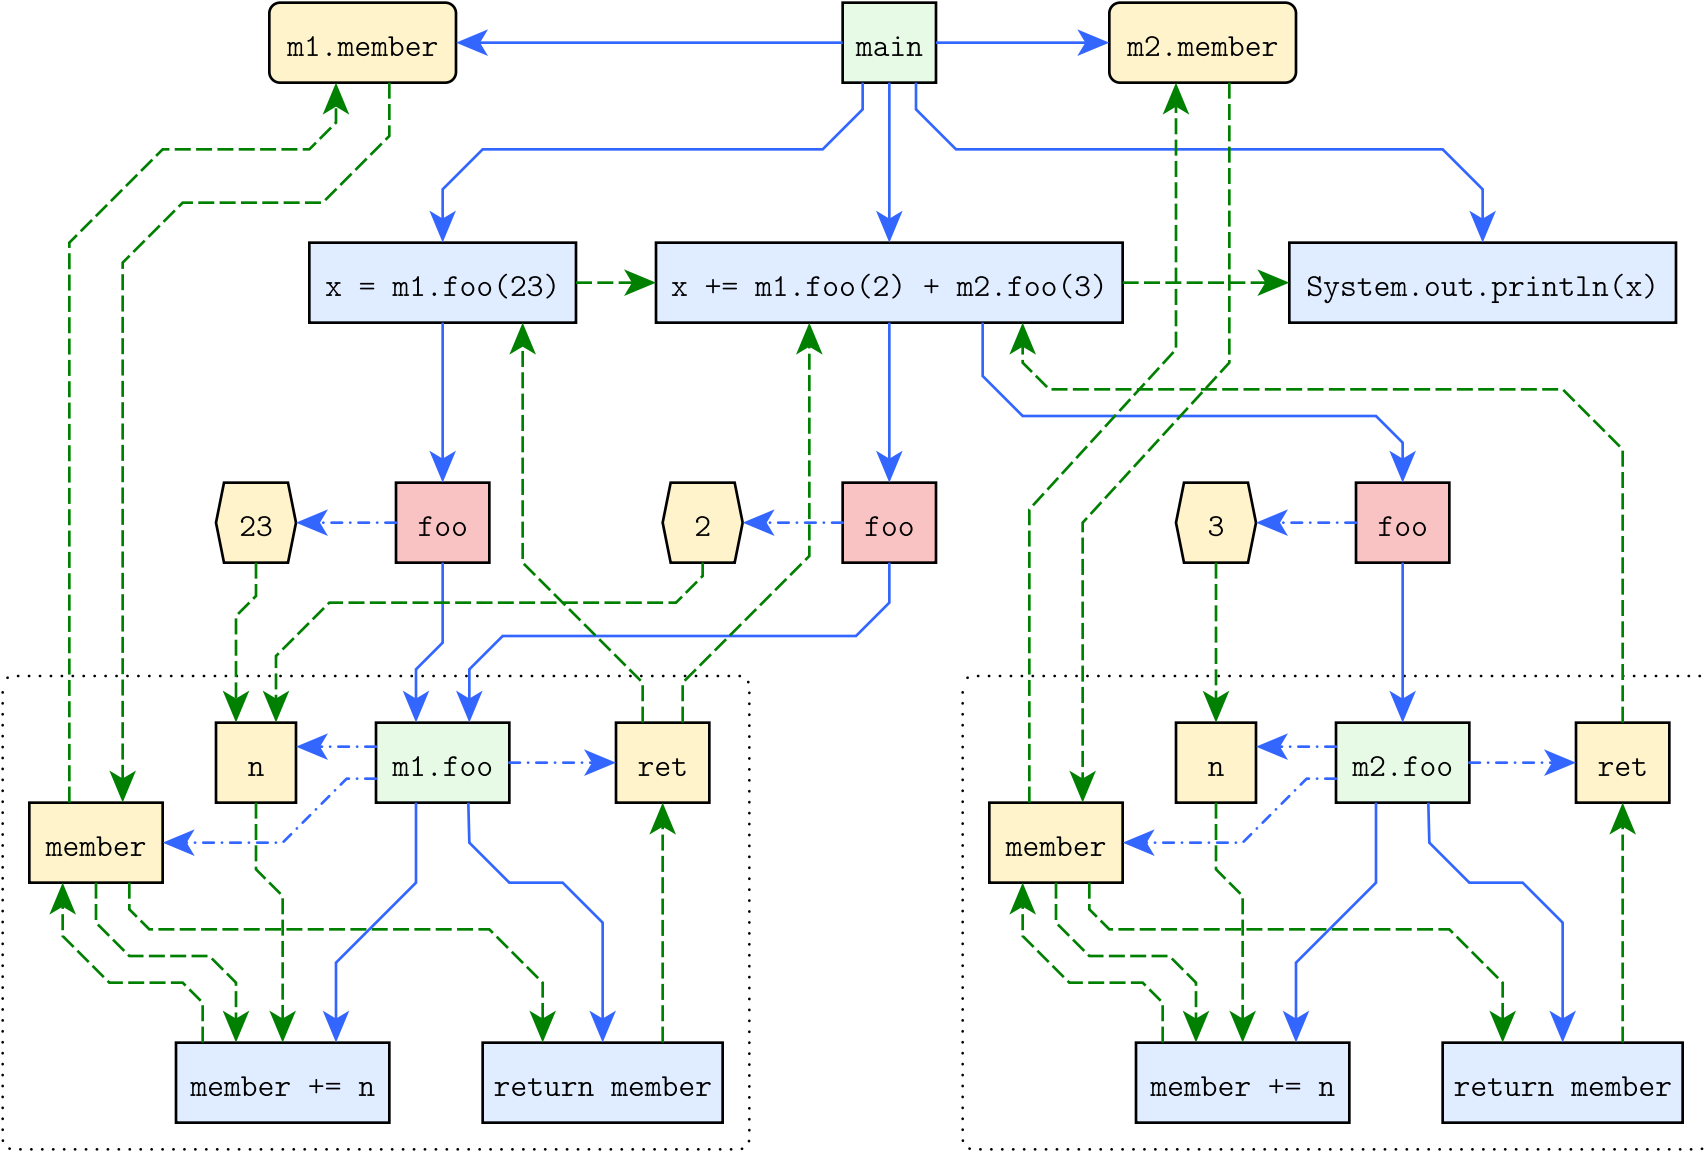 m1.member
main
m2.member
x = m1.foo(23)
x += m1.foo(2) + m2.foo(3)
System.out.println(x)
23
foo
2
foo
3
foo
n
m1.foo
ret
n
m2.foo
ret
member
member
member += n
return member
member += n
return member